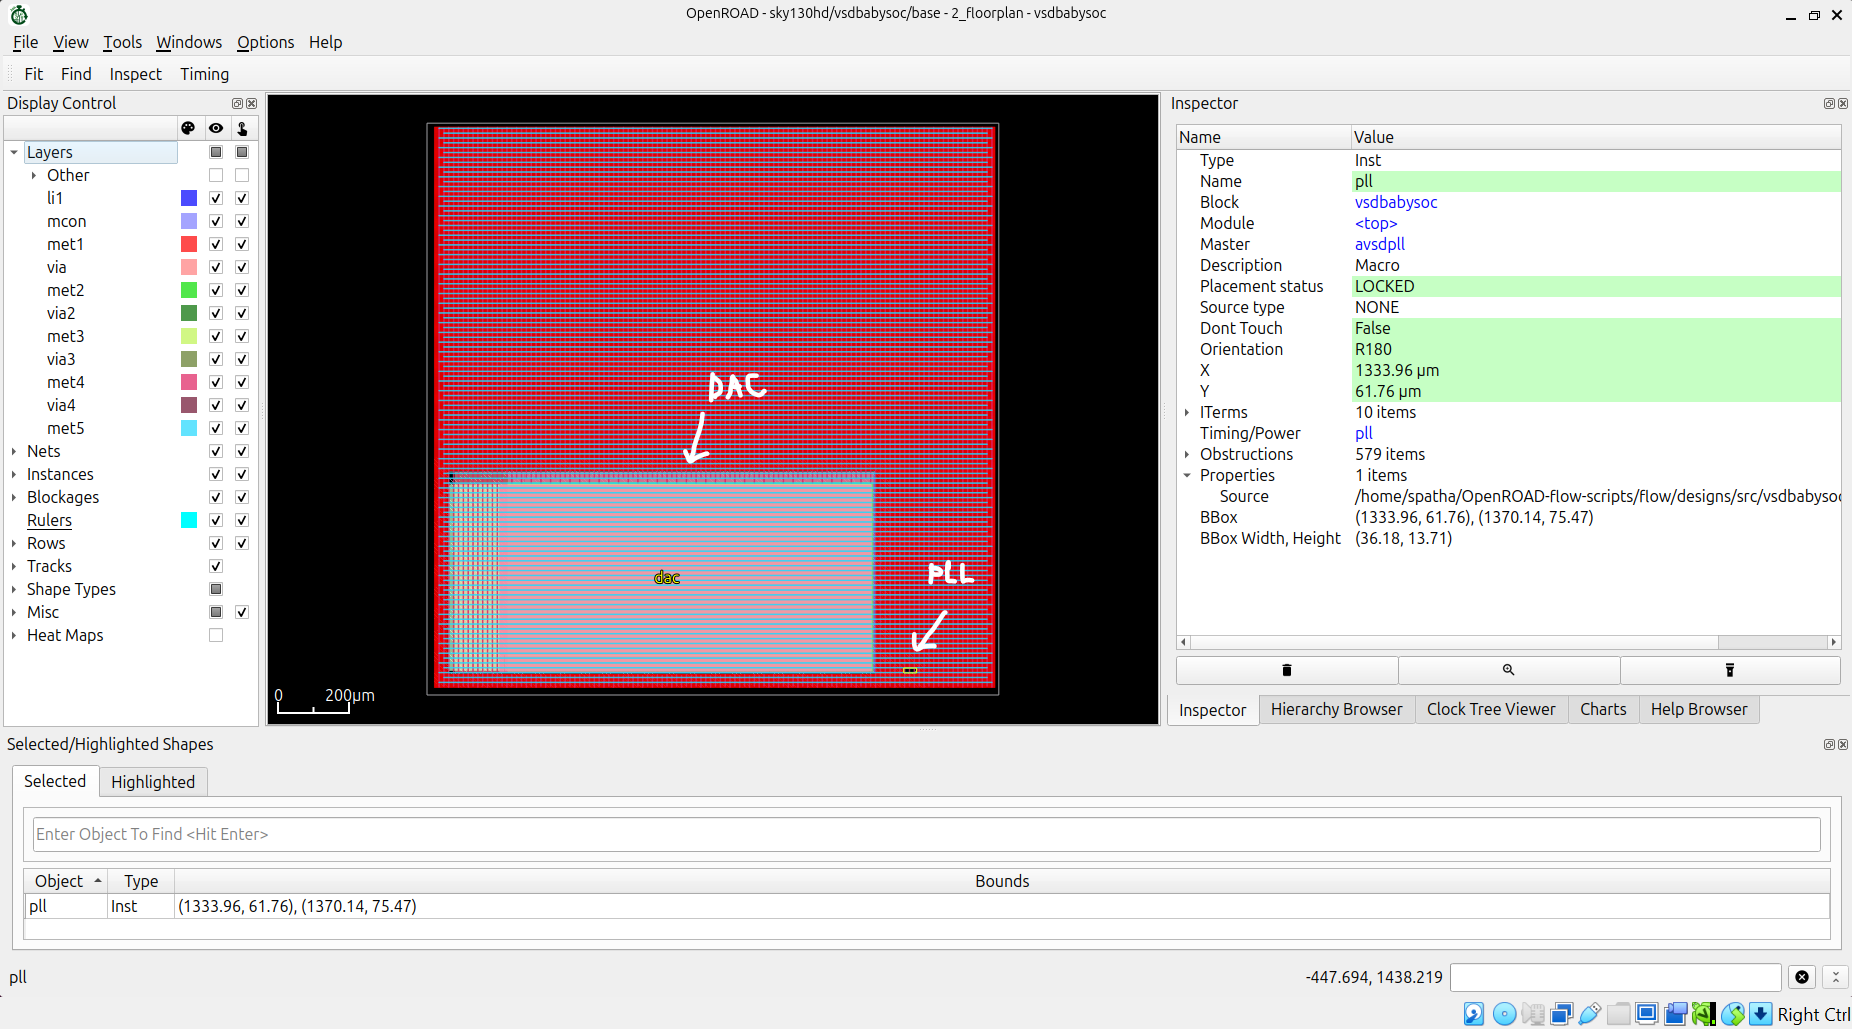 OpenROAD - sky130hd/vsdbabysoc/base - 2_floorplan - vsdbabysoc
File View Tools Windows Options Help
Fit Find Inspect Timing
Display Control
Layers
Other
li1
mcon
met1
via
met2
via2
met3
via3
met4
via4
met5
Nets
Instances
Blockages
Rulers
Rows
Tracks
Shape Types
Misc
Heat Maps
DAC
dac
PLL
0 200µm
Inspector
Name Value
Type Inst
Name pll
Block vsdbabysoc
Module <top>
Master avsdpll
Description Macro
Placement status LOCKED
Source type NONE
Dont Touch False
Orientation R180
X 1333.96 µm
Y 61.76 µm
ITerms 10 items
Timing/Power pll
Obstructions 579 items
Properties 1 items
Source /home/spatha/OpenROAD-flow-scripts/flow/designs/src/vsdbabysoc
BBox (1333.96, 61.76), (1370.14, 75.47)
BBox Width, Height (36.18, 13.71)
Inspector Hierarchy Browser Clock Tree Viewer Charts Help Browser
Selected/Highlighted Shapes
Selected Highlighted
Enter Object To Find <Hit Enter>
Object Type Bounds
pll Inst (1333.96, 61.76), (1370.14, 75.47)
pll -447.694, 1438.219
Right Ctrl